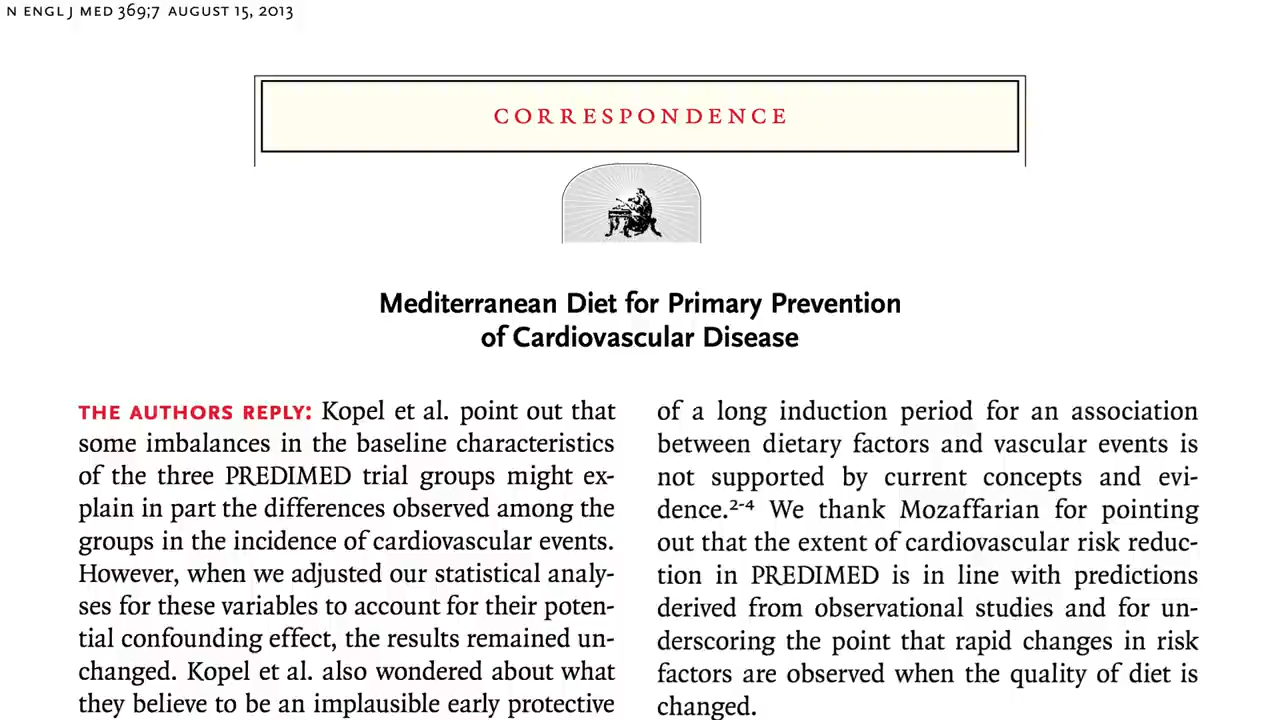 N ENGL J MED 369;7 AUGUST 15, 2013
CORRESPONDENCE
Mediterranean Diet for Primary Prevention
of Cardiovascular Disease
THE AUTHORS REPLY: Kopel et al. point out that
some imbalances in the baseline characteristics
of the three PREDIMED trial groups might ex-
plain in part the differences observed among the
groups in the incidence of cardiovascular events.
However, when we adjusted our statistical analy-
ses for these variables to account for their poten-
tial confounding effect, the results remained un-
changed. Kopel et al. also wondered about what
they believe to be an implausible early protective
of a long induction period for an association
between dietary factors and vascular events is
not supported by current concepts and evi-
dence.²⁻⁴ We thank Mozaffarian for pointing
out that the extent of cardiovascular risk reduc-
tion in PREDIMED is in line with predictions
derived from observational studies and for un-
derscoring the point that rapid changes in risk
factors are observed when the quality of diet is
changed.